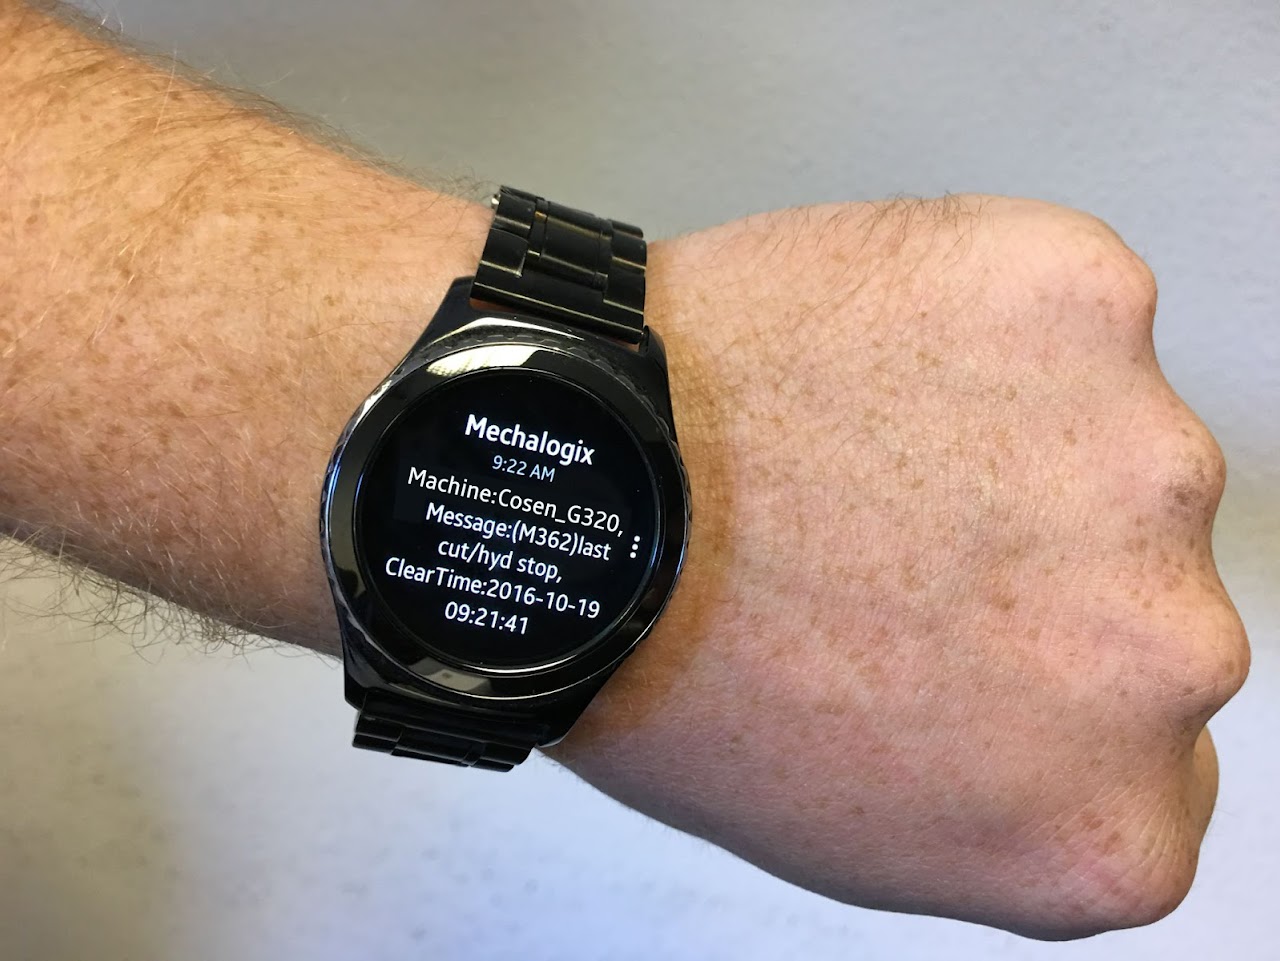 Mechalogix
9:22 AM
Machine:Cosen_G320,
Message:(M362)last
cut/hyd stop,
ClearTime:2016-10-19
09:21:41